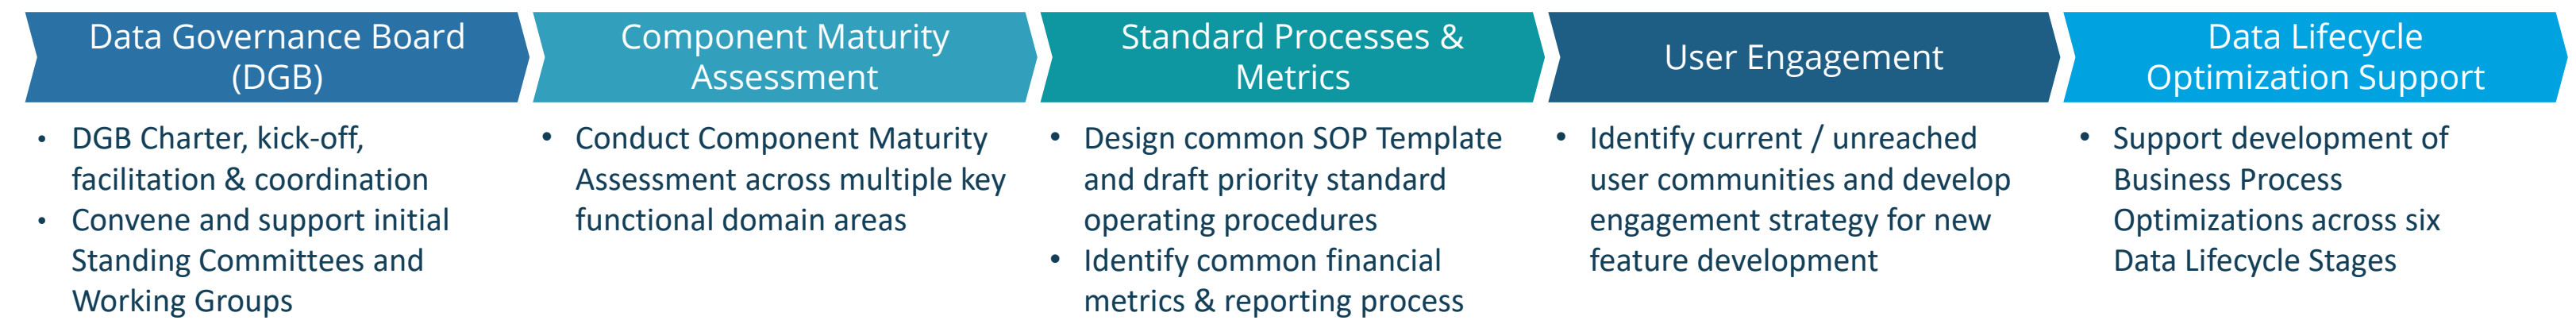 Data Governance Board
(DGB)
• DGB Charter, kick-off,
facilitation & coordination
• Convene and support initial
Standing Committees and
Working Groups
Component Maturity
Assessment
• Conduct Component Maturity
Assessment across multiple key
functional domain areas
Standard Processes &
Metrics
• Design common SOP Template
and draft priority standard
operating procedures
• Identify common financial
metrics & reporting process
User Engagement
• Identify current / unreached
user communities and develop
engagement strategy for new
feature development
Data Lifecycle
Optimization Support
• Support development of
Business Process
Optimizations across six
Data Lifecycle Stages